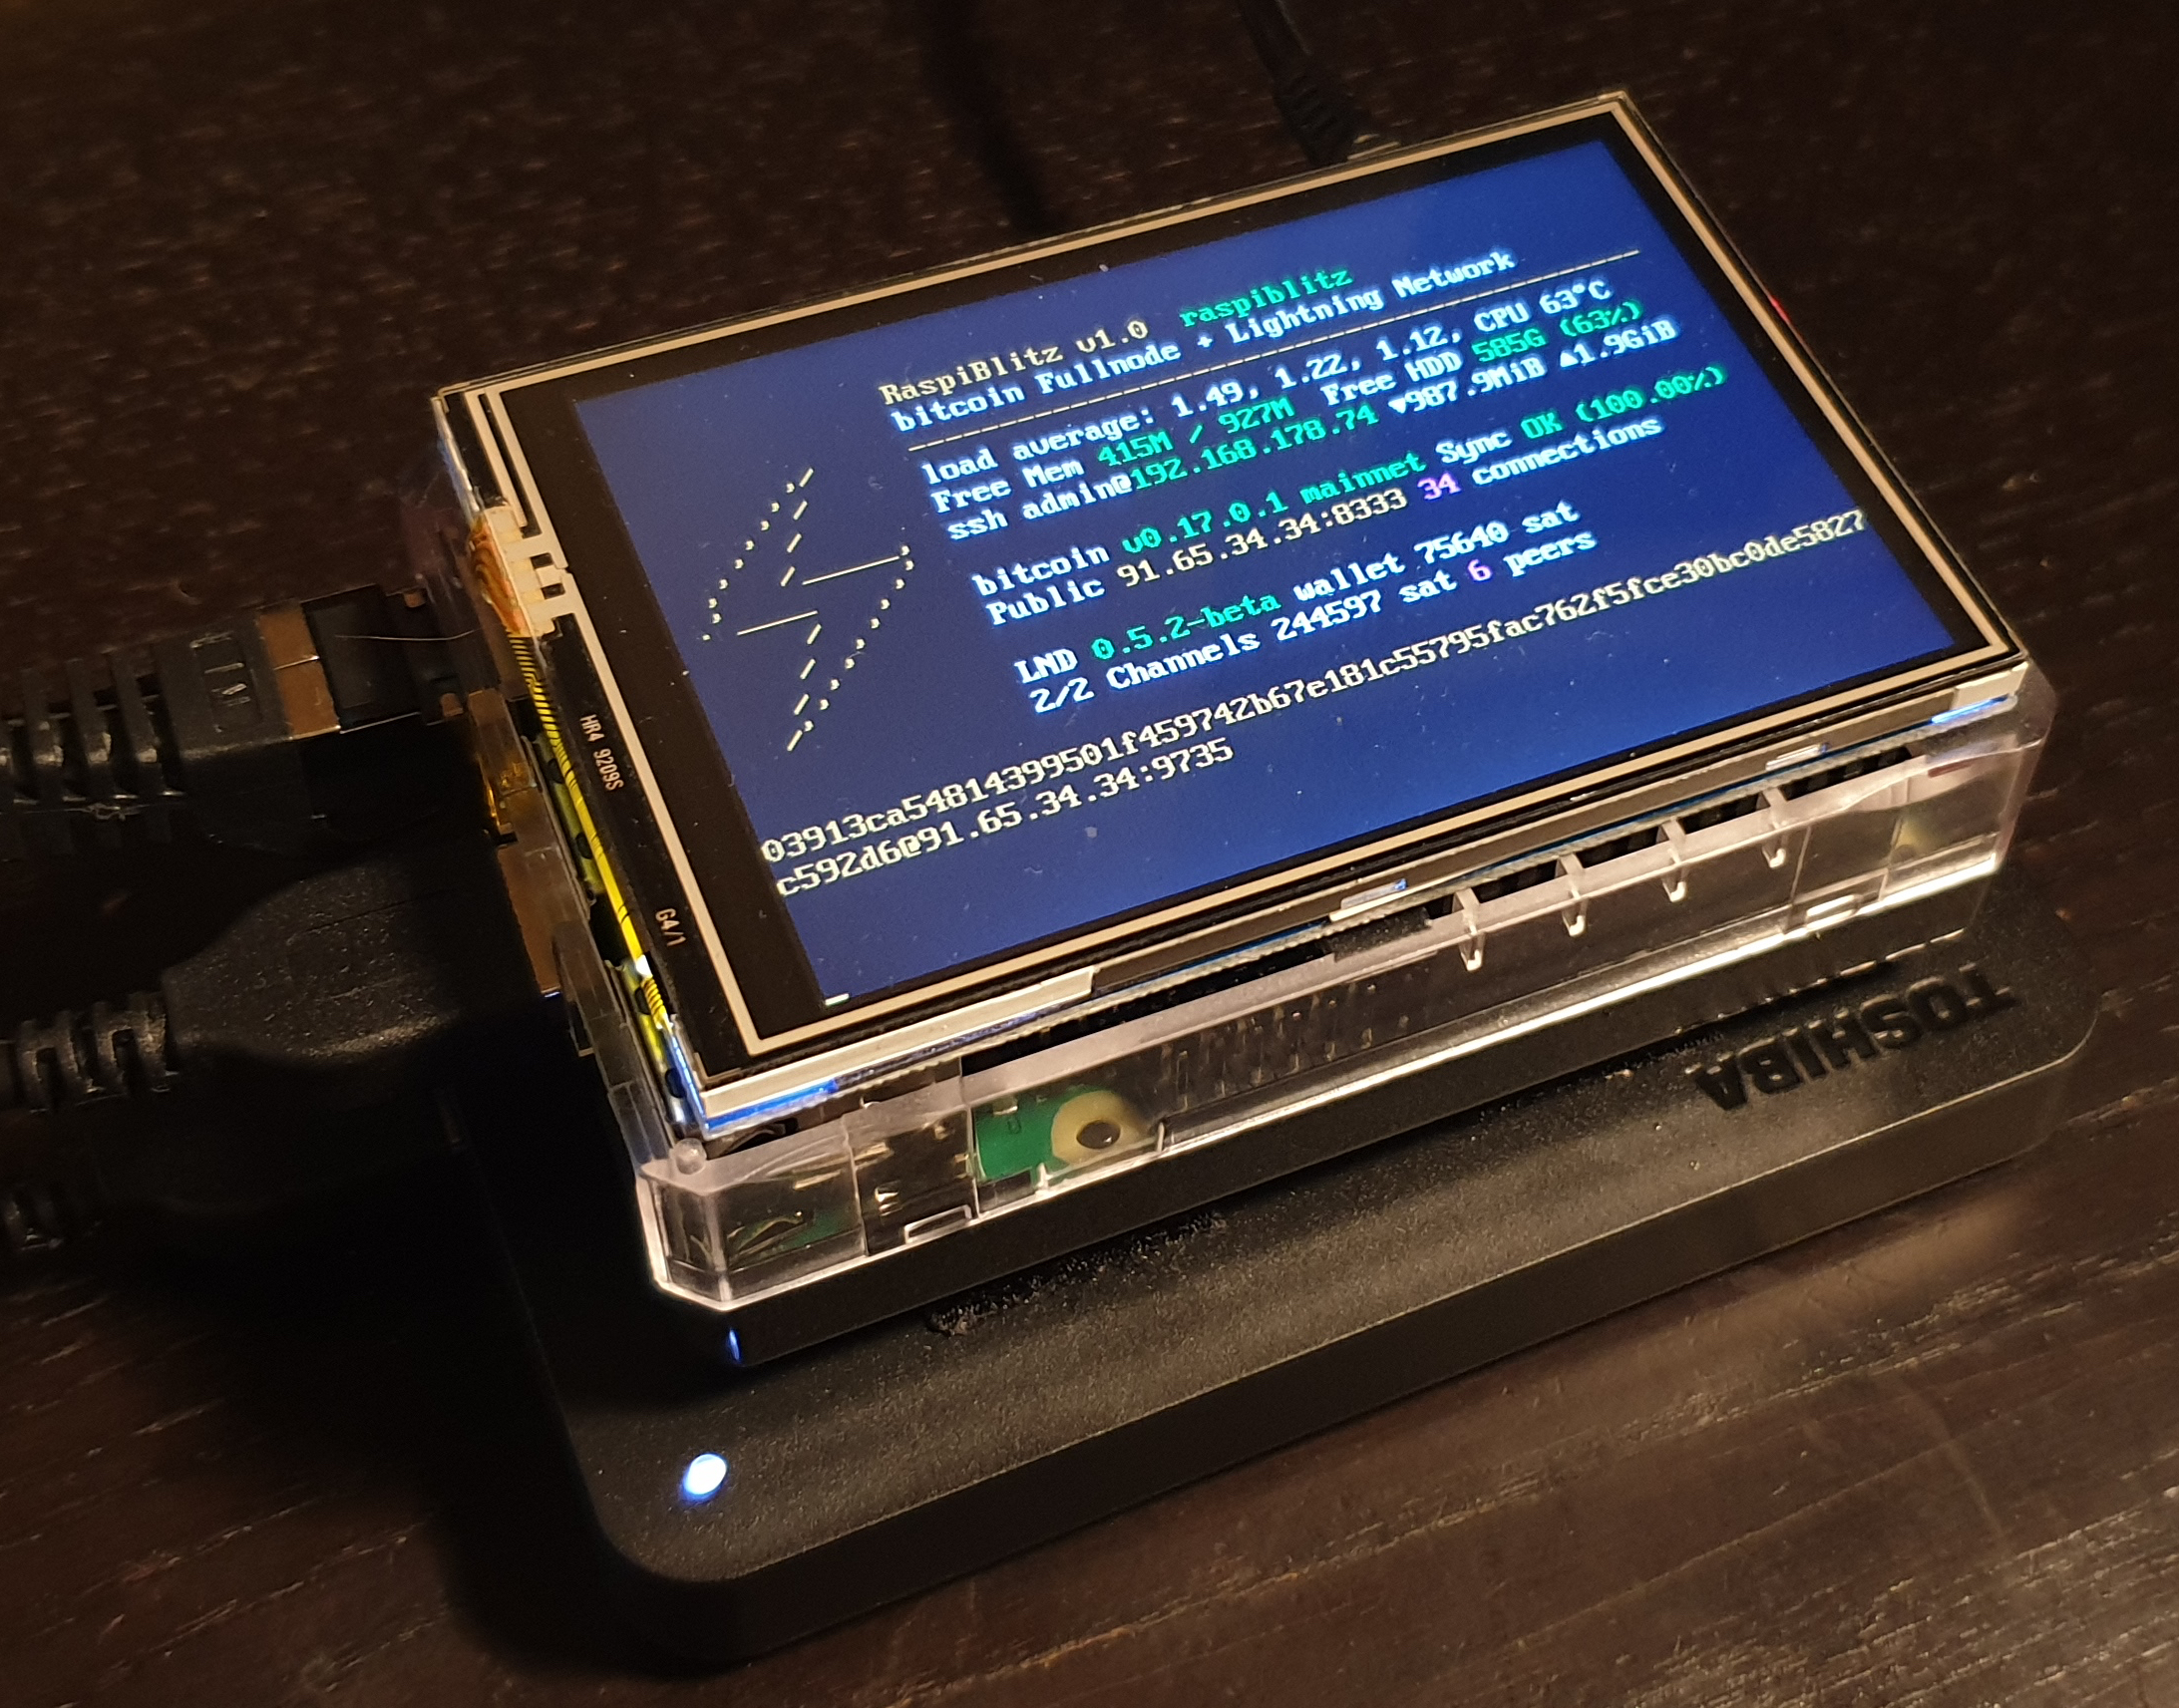 RaspiBlitz v1.0 raspiblitz
bitcoin Fullnode + Lightning Network
load average: 1.49, 1.22, 1.12, CPU 63°C
Free Mem 415M / 927M Free HDD 585G (63%)
ssh admin@192.168.178.74 ▼987.9MiB ▲1.9GiB
bitcoin v0.17.0.1 mainnet Sync OK (100.00%)
Public 91.65.34.34:8333 34 connections
LND 0.5.2-beta wallet 75640 sat
2/2 Channels 244597 sat 6 peers
03913ca54814399501f459742b67e181c55795fac762f5fce30bc0de5827
c592d6@91.65.34.34:9735
HR4 9209S
G4/1
TOSHIBA